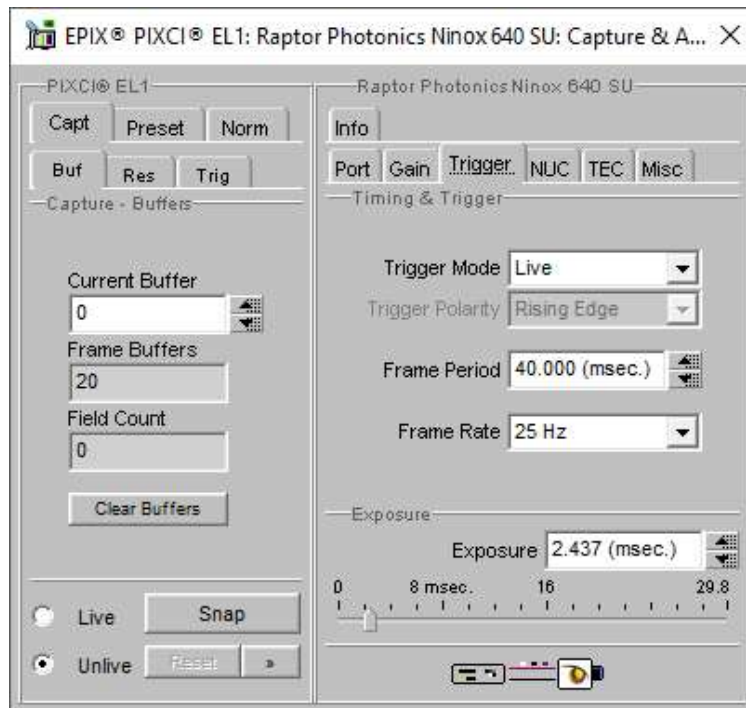 EPIX® PIXCI® EL1: Raptor Photonics Ninox 640 SU: Capture & A...
PIXCI® EL1
Capt Preset Norm
Buf Res Trig
Capture - Buffers
Current Buffer
0
Frame Buffers
20
Field Count
0
Clear Buffers
Live Snap
Unlive Reset »
Raptor Photonics Ninox 640 SU
Info
Port Gain Trigger NUC TEC Misc
Timing & Trigger
Trigger Mode Live
Trigger Polarity Rising Edge
Frame Period 40.000 (msec.)
Frame Rate 25 Hz
Exposure
Exposure 2.437 (msec.)
0 8 msec. 16 29.8